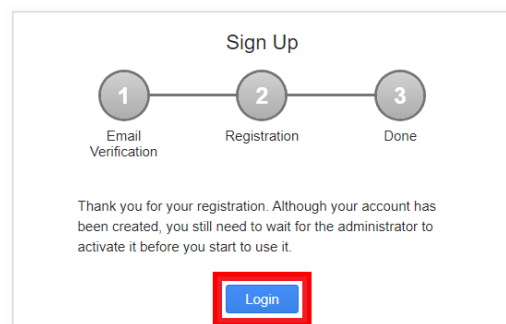 Sign Up
1
2
3
Email
Verification
Registration
Done
Thank you for your registration. Although your account has
been created, you still need to wait for the administrator to
activate it before you start to use it.
Login